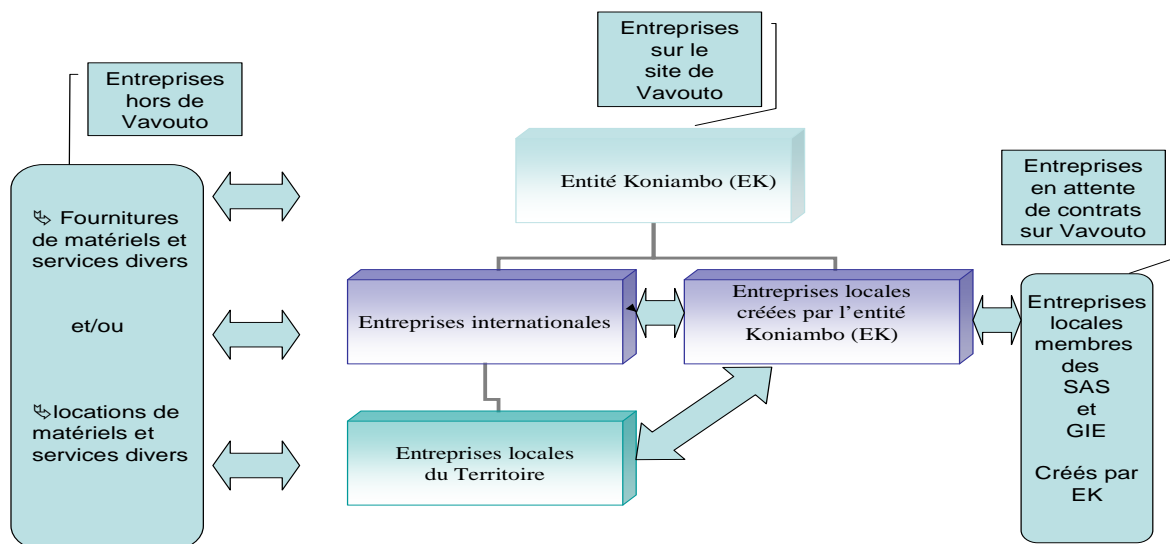 Entreprises
sur le
site de
Vavouto
Entreprises
hors de
Vavouto
Entité Koniambo (EK)
Entreprises
en attente
de contrats
sur Vavouto
⮱ Fournitures
de matériels et
services divers
et/ou
⮱locations de
matériels et
services divers
Entreprises internationales
Entreprises locales
créées par l’entité
Koniambo (EK)
Entreprises locales
du Territoire
Entreprises
locales
membres
des
SAS
et
GIE
Créés par
EK